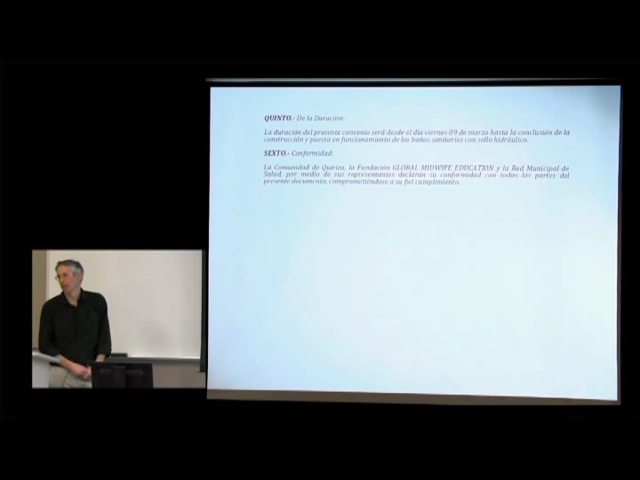 QUINTO.- De la Duración:
La duración del presente convenio será desde el día viernes 09 de marzo hasta la conclusión de la
construcción y puesta en funcionamiento de los baños sanitarios con sello hidráulico.
SEXTO.- Conformidad:
La Comunidad de Quiriza, la Fundación GLOBAL MIDWIFE EDUCATION y la Red Municipal de
Salud, por medio de sus representantes declaran su conformidad con todas las partes del
presente documento, comprometiéndose a su fiel cumplimiento.